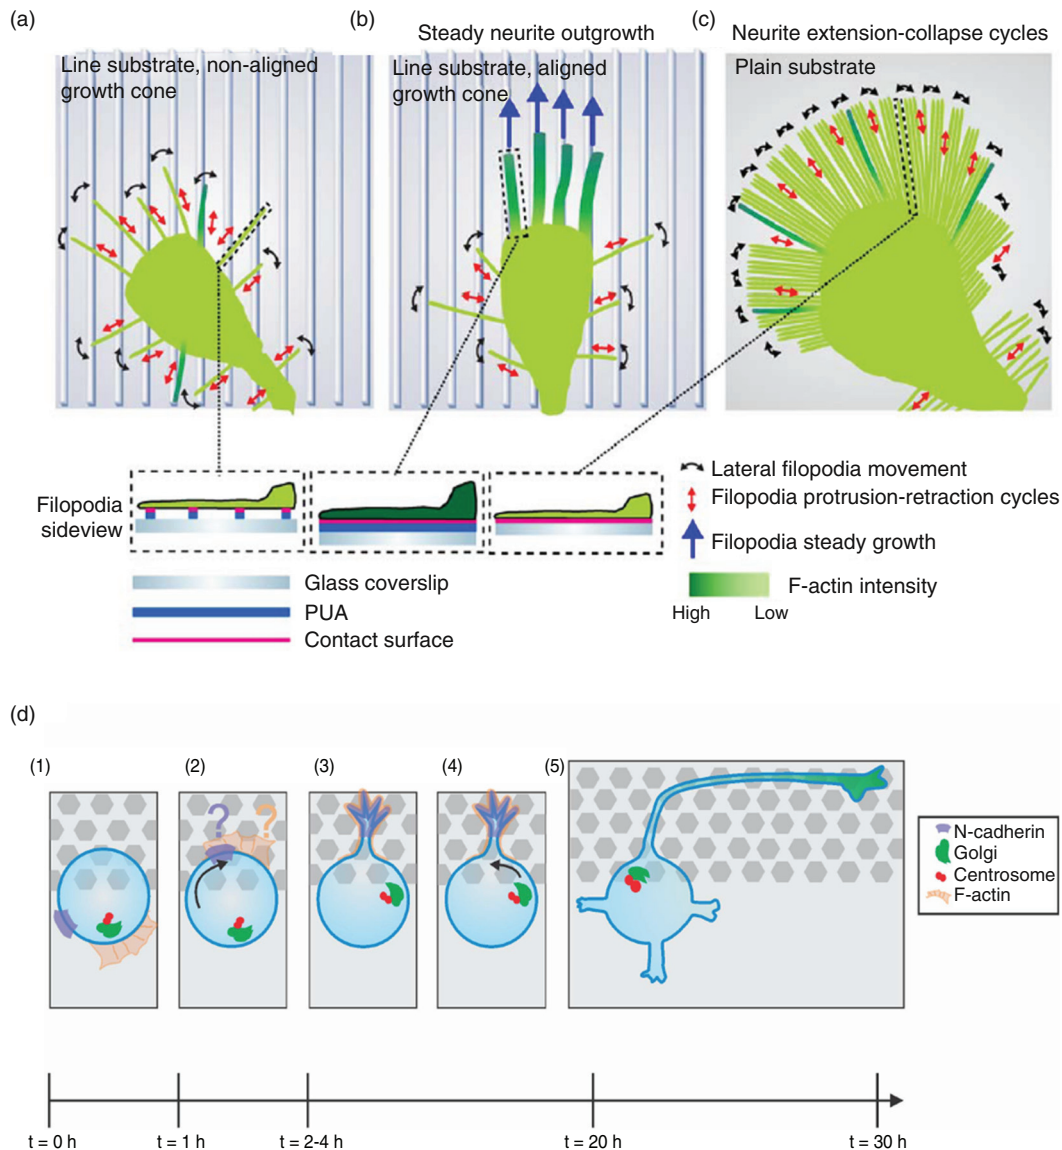 (a)
Line substrate, non-aligned
growth cone
(b)
Steady neurite outgrowth
Line substrate, aligned
growth cone
(c)
Neurite extension-collapse cycles
Plain substrate
Filopodia
sideview
Lateral filopodia movement
Filopodia protrusion-retraction cycles
Filopodia steady growth
F-actin intensity
High Low
Glass coverslip
PUA
Contact surface
(d)
(1) (2) (3) (4) (5)
? ?
N-cadherin
Golgi
Centrosome
F-actin
t = 0 h t = 1 h t = 2-4 h t = 20 h t = 30 h